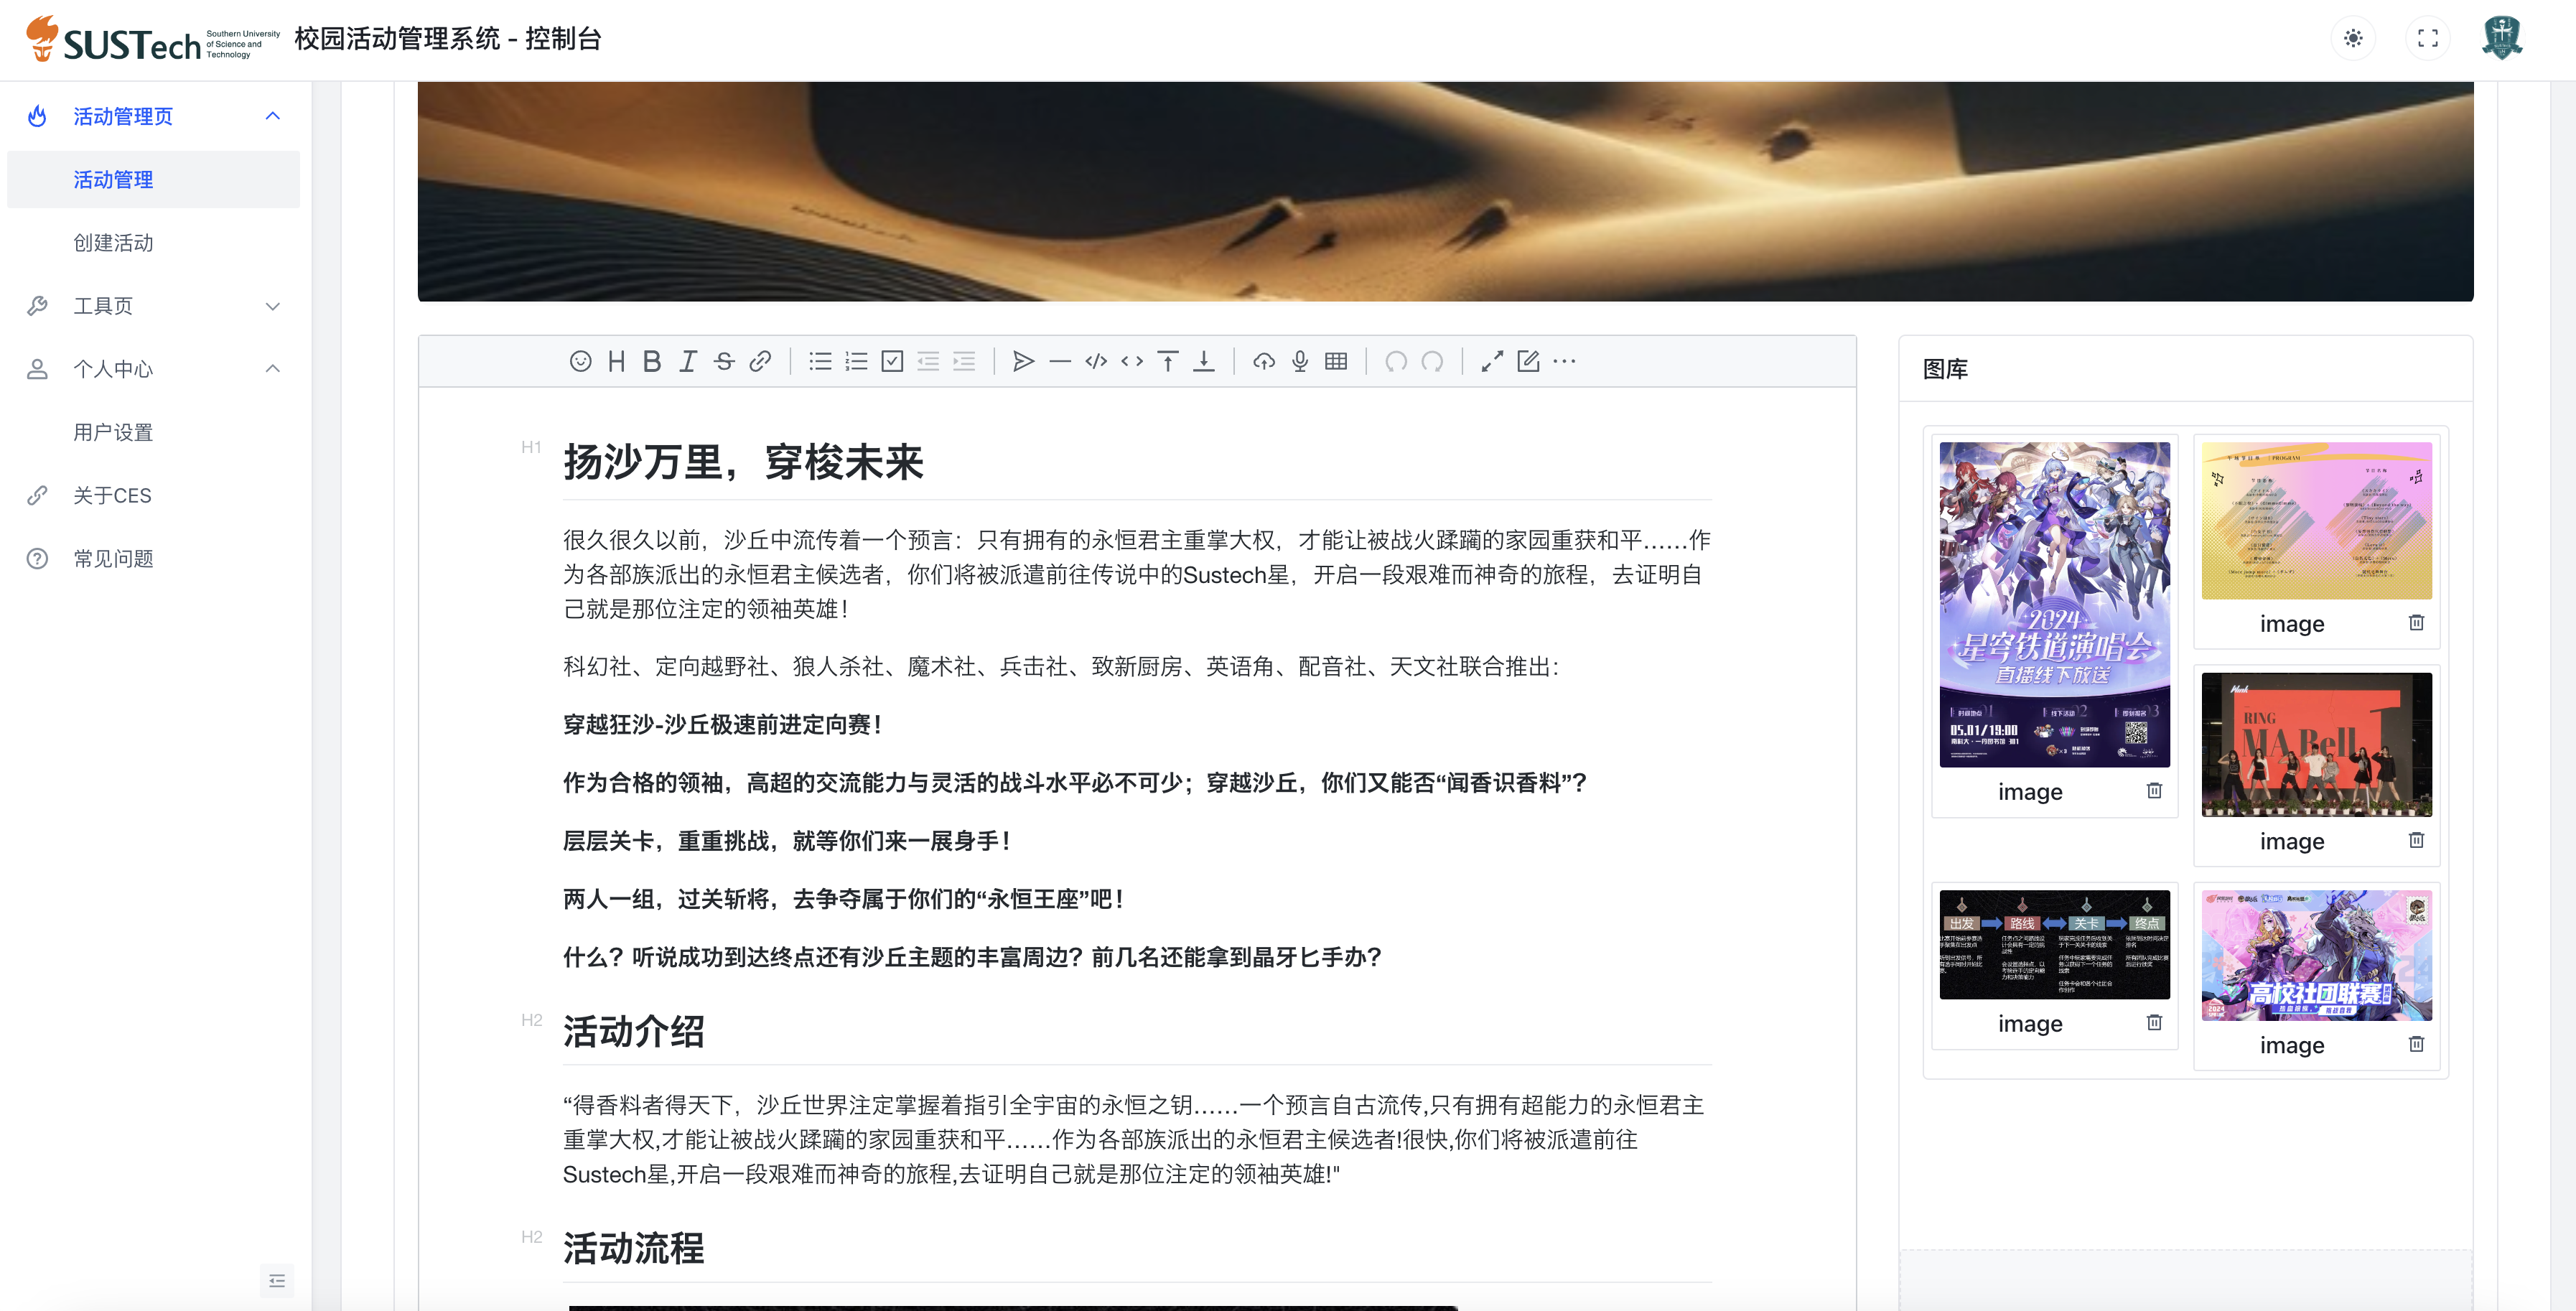 SUSTech
Southern University
of Science and
Technology
校园活动管理系统 - 控制台
活动管理页
活动管理
创建活动
工具页
个人中心
用户设置
关于CES
常见问题
H1
扬沙万里，穿梭未来
很久很久以前，沙丘中流传着一个预言：只有拥有的永恒君主重掌大权，才能让被战火蹂躏的家园重获和平……作
为各部族派出的永恒君主候选者，你们将被派遣前往传说中的Sustech星，开启一段艰难而神奇的旅程，去证明自
己就是那位注定的领袖英雄！
科幻社、定向越野社、狼人杀社、魔术社、兵击社、致新厨房、英语角、配音社、天文社联合推出：
穿越狂沙-沙丘极速前进定向赛！
作为合格的领袖，高超的交流能力与灵活的战斗水平必不可少；穿越沙丘，你们又能否“闻香识香料”？
层层关卡，重重挑战，就等你们来一展身手！
两人一组，过关斩将，去争夺属于你们的“永恒王座”吧！
什么？听说成功到达终点还有沙丘主题的丰富周边？前几名还能拿到晶牙匕手办？
H2
活动介绍
“得香料者得天下，沙丘世界注定掌握着指引全宇宙的永恒之钥……一个预言自古流传,只有拥有超能力的永恒君主
重掌大权,才能让被战火蹂躏的家园重获和平……作为各部族派出的永恒君主候选者!很快,你们将被派遣前往
Sustech星,开启一段艰难而神奇的旅程,去证明自己就是那位注定的领袖英雄!"
H2
活动流程
图库
2024
星穹铁道演唱会
直播线下放送
05.01/19:00
image
PROGRAM
image
RING
MA Bell
image
出发
路线
关卡
终点
image
高校社团联赛
image